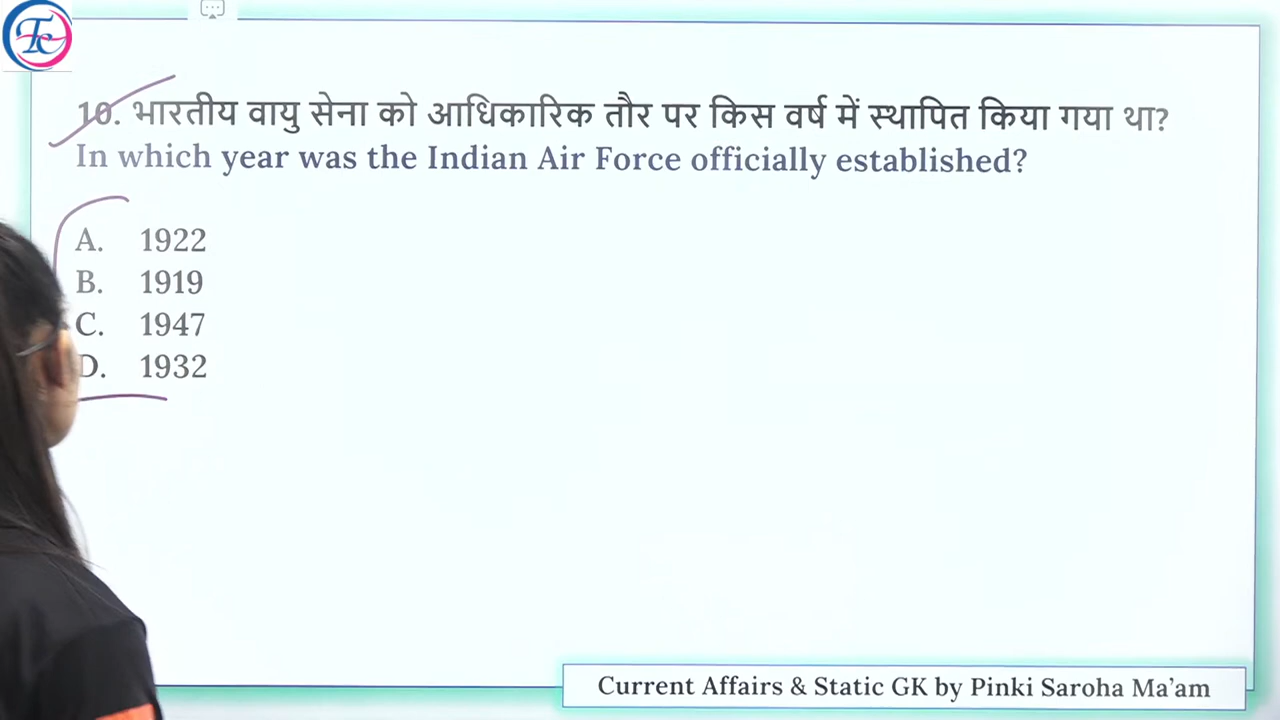 Tc
10. भारतीय वायु सेना को आधिकारिक तौर पर किस वर्ष में स्थापित किया गया था?
In which year was the Indian Air Force officially established?
A. 1922
B. 1919
C. 1947
D. 1932
Current Affairs & Static GK by Pinki Saroha Ma'am